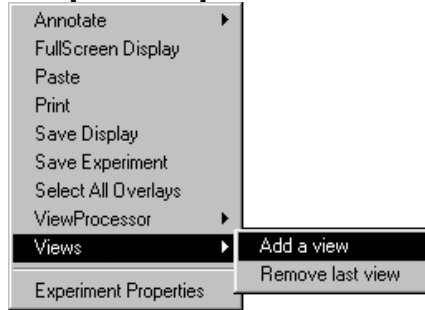 Annotate
FullScreen Display
Paste
Print
Save Display
Save Experiment
Select All Overlays
ViewProcessor
Views
Add a view
Remove last view
Experiment Properties